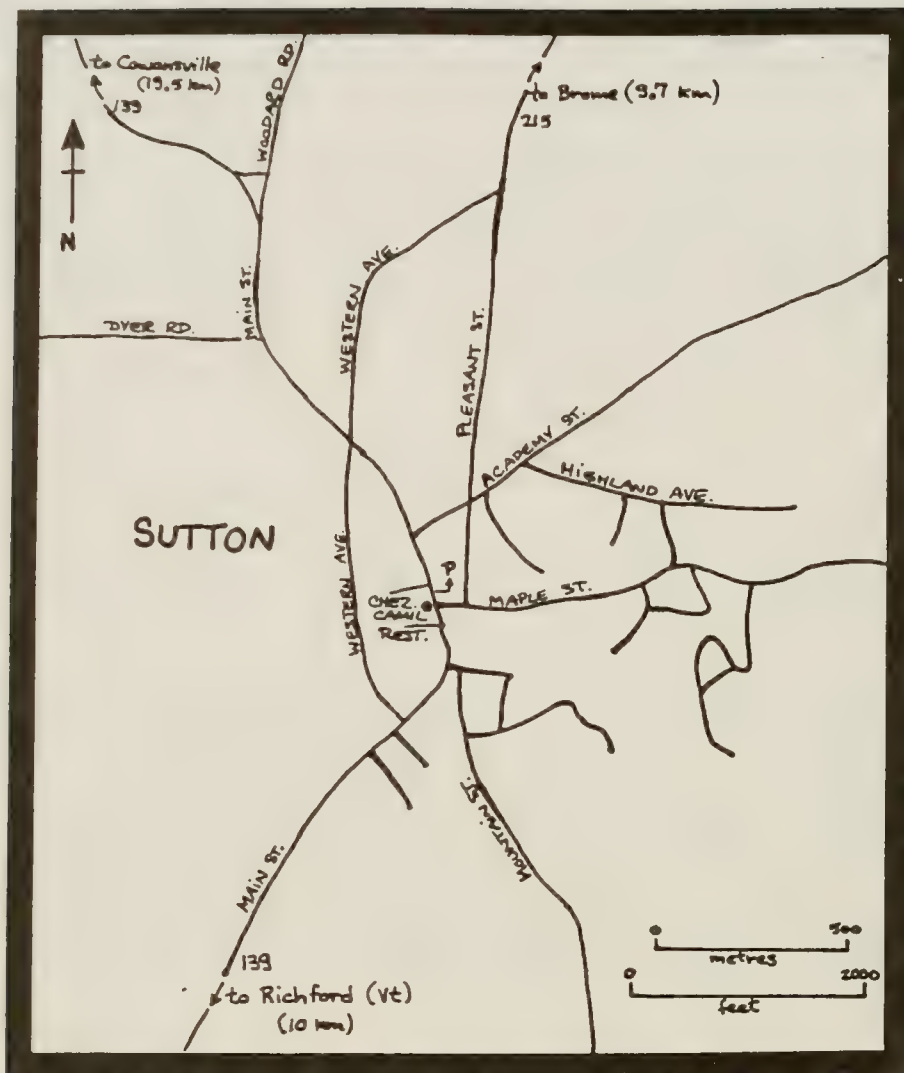 to Cowansville
(19.5 km)
139
WOODARD RD.
to Brome (9.7 km)
215
N
MAIN ST.
DYER RD.
WESTERN AVE.
PLEASANT ST.
ACADEMY ST.
HIGHLAND AVE.
SUTTON
WESTERN AVE.
P
CHEZ.
CAMIL
REST.
MAPLE ST.
MOUNTAIN ST.
MAIN ST.
139
to Richford (Vt)
(10 km)
0 500
metres
0 2000
feet